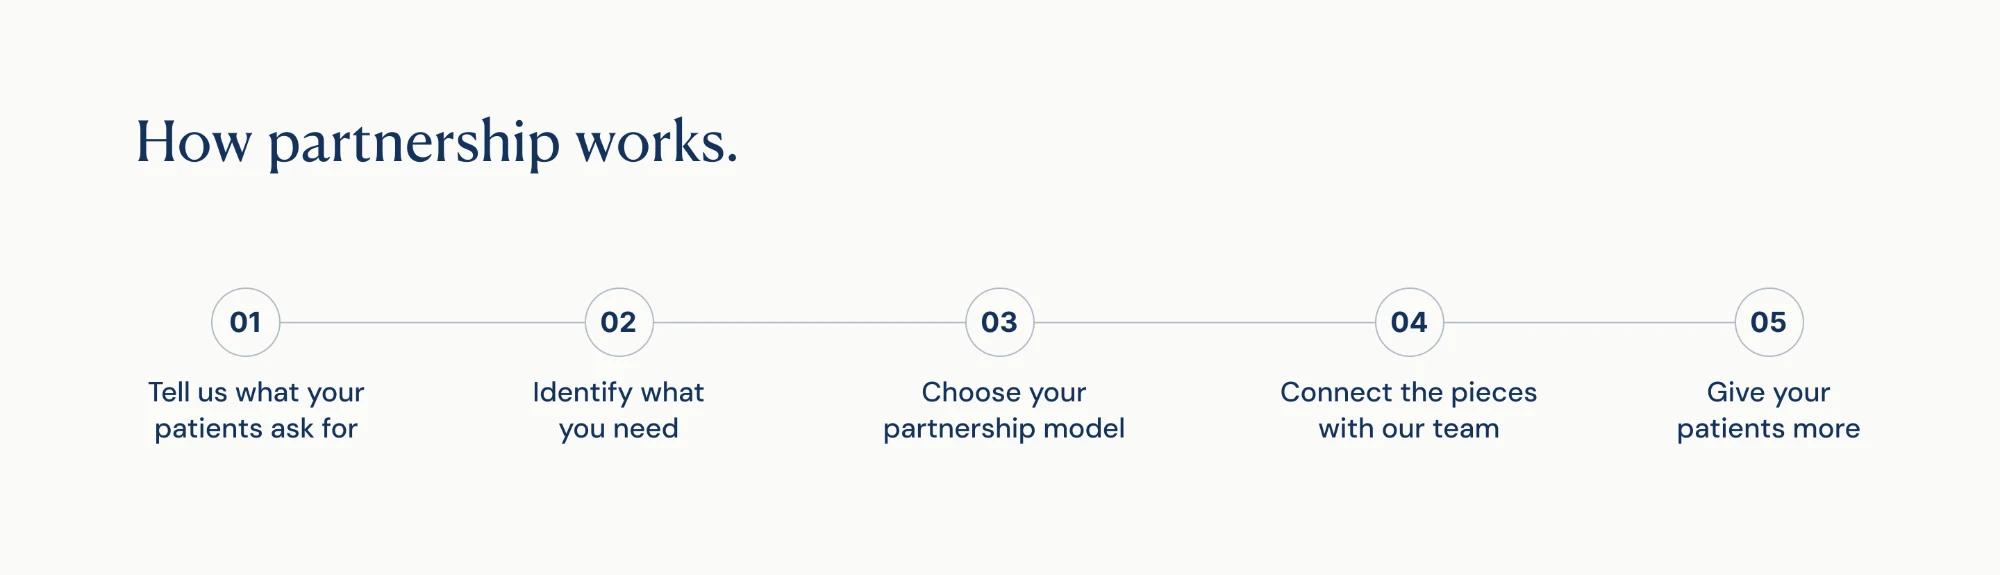 How partnership works.
01
Tell us what your
patients ask for
02
Identify what
you need
03
Choose your
partnership model
04
Connect the pieces
with our team
05
Give your
patients more